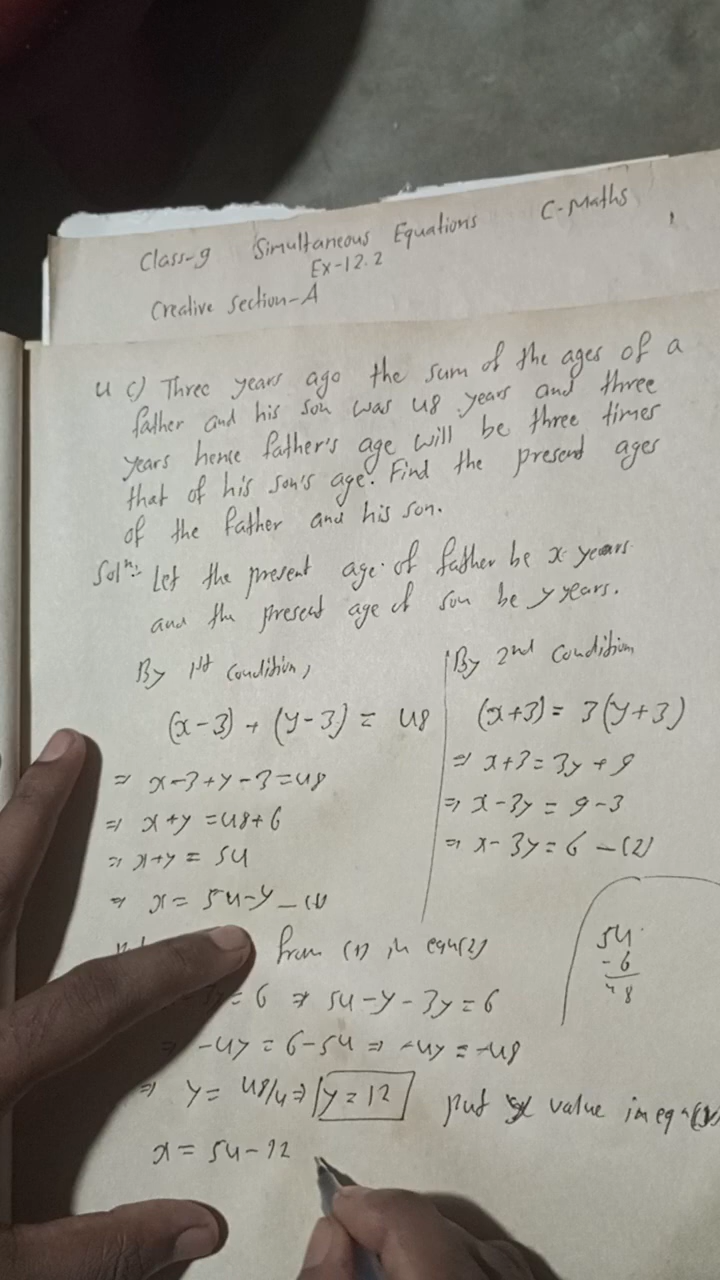 Class-9 Simultaneous Equations C-Maths
Ex-12.2
Creative section-A
4 c) Three years ago the sum of the ages of a
father and his son was 48 years and three
years hence father's age will be three times
that of his son's age. Find the present ages
of the father and his son.
Solⁿ:- Let the present age of father be x years
and the present age of son be y years.
By 1st condition,
(x-3) + (y-3) = 48
⇒ x-3+y-3=48
⇒ x+y = 48+6
⇒ x+y = 54
⇒ x = 54-y —(1)
By 2nd condition
(x+3) = 3(y+3)
⇒ x+3 = 3y+9
⇒ x-3y = 9-3
⇒ x-3y = 6 —(2)
from (1) in eqn(2)
= 6 ⇒ 54-y-3y = 6
⇒ -4y = 6-54 ⇒ -4y = -48
⇒ y = 48/4 ⇒ y = 12 put value in eqn(1)
x = 54-12
54
-6
48